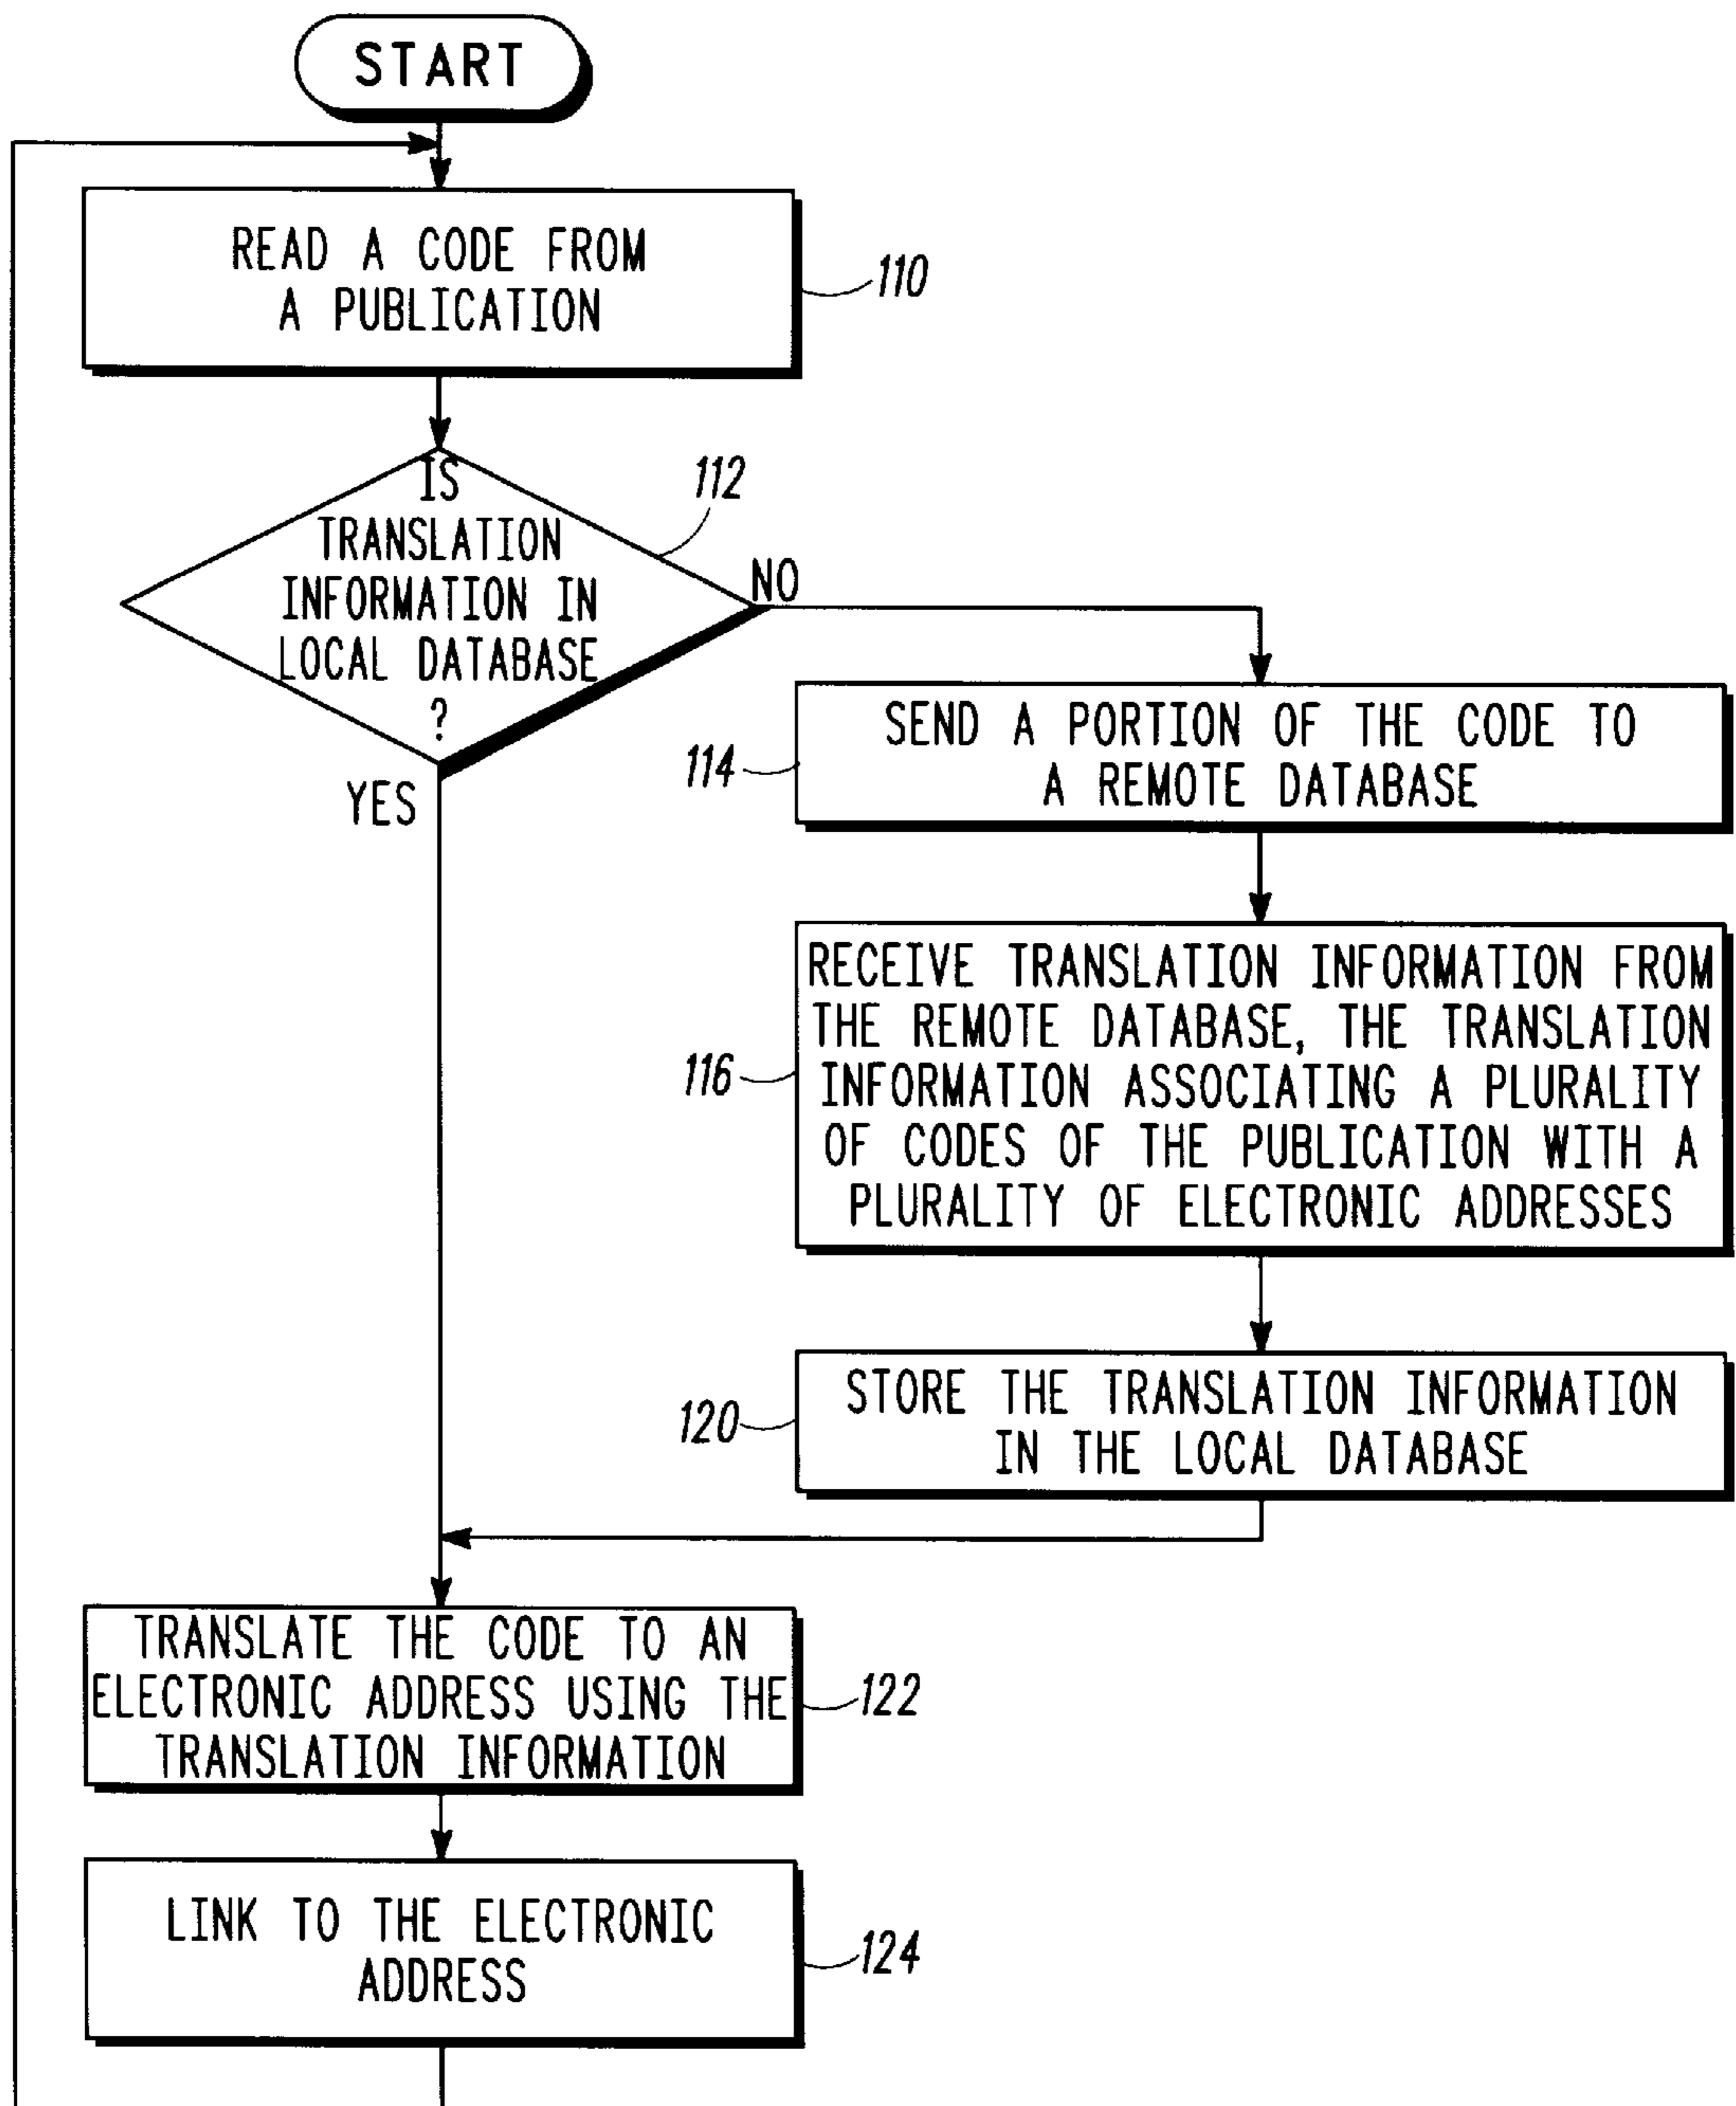 START
READ A CODE FROM
A PUBLICATION
110
IS
TRANSLATION
INFORMATION IN
LOCAL DATABASE
?
112
NO
YES
SEND A PORTION OF THE CODE TO
A REMOTE DATABASE
114
RECEIVE TRANSLATION INFORMATION FROM
THE REMOTE DATABASE, THE TRANSLATION
INFORMATION ASSOCIATING A PLURALITY
OF CODES OF THE PUBLICATION WITH A
PLURALITY OF ELECTRONIC ADDRESSES
116
STORE THE TRANSLATION INFORMATION
IN THE LOCAL DATABASE
120
TRANSLATE THE CODE TO AN
ELECTRONIC ADDRESS USING THE
TRANSLATION INFORMATION
122
LINK TO THE ELECTRONIC
ADDRESS
124